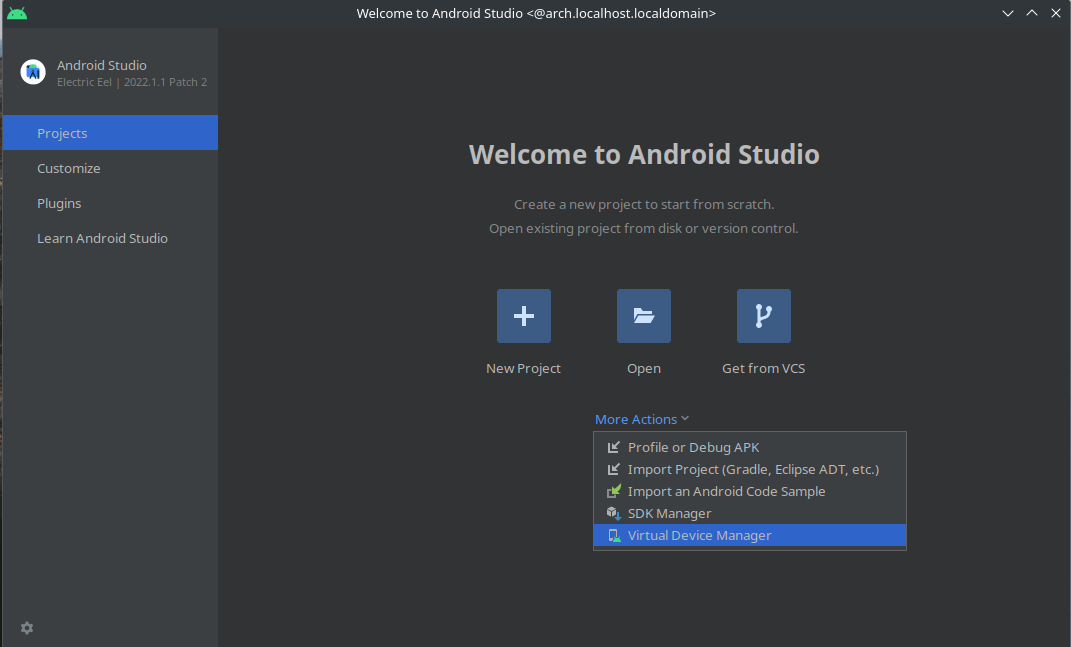 Welcome to Android Studio <@arch.localhost.localdomain>
Android Studio
Electric Eel | 2022.1.1 Patch 2
Projects
Customize
Plugins
Learn Android Studio
Welcome to Android Studio
Create a new project to start from scratch.
Open existing project from disk or version control.
New Project
Open
Get from VCS
More Actions
Profile or Debug APK
Import Project (Gradle, Eclipse ADT, etc.)
Import an Android Code Sample
SDK Manager
Virtual Device Manager